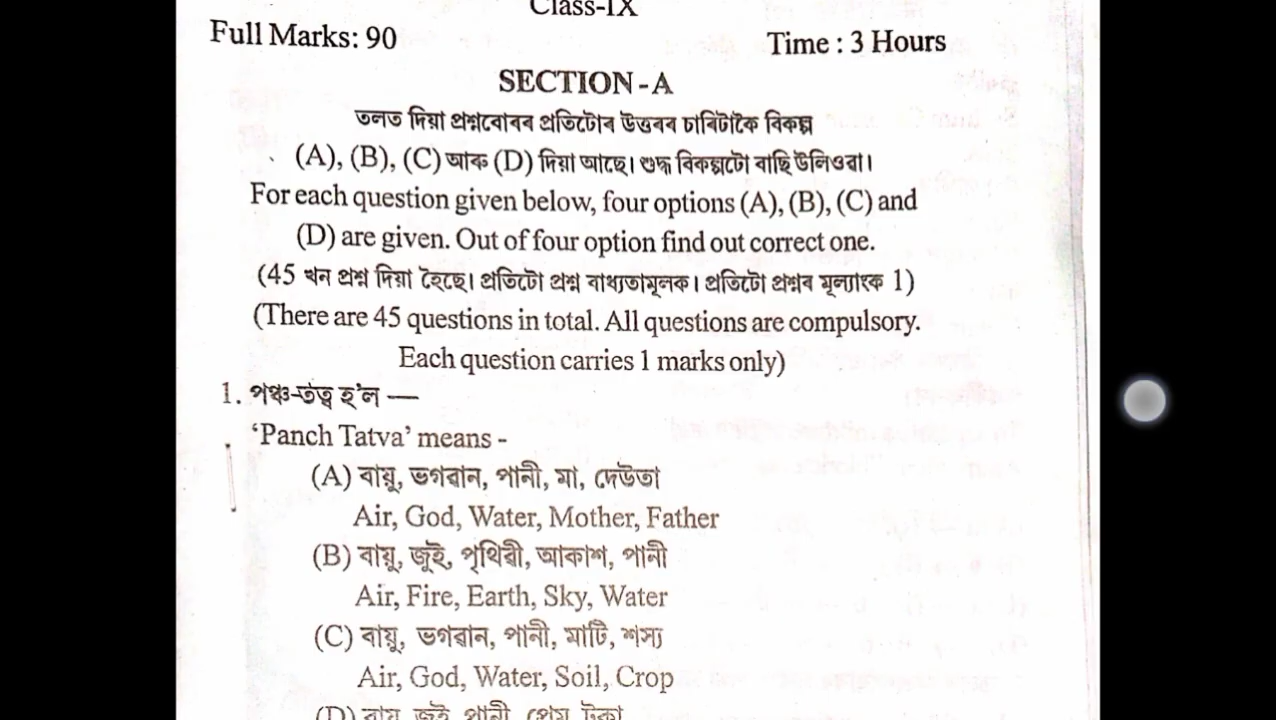 Class-IX
Full Marks: 90 Time : 3 Hours
SECTION - A
তলত দিয়া প্ৰশ্নবোৰৰ প্ৰতিটোৰ উত্তৰৰ চাৰিটাকৈ বিকল্প
(A), (B), (C) আৰু (D) দিয়া আছে। শুদ্ধ বিকল্পটো বাছি উলিওৱা।
For each question given below, four options (A), (B), (C) and
(D) are given. Out of four option find out correct one.
(45 খন প্ৰশ্ন দিয়া হৈছে। প্ৰতিটো প্ৰশ্ন বাধ্যতামূলক। প্ৰতিটো প্ৰশ্নৰ মূল্যাংক 1)
(There are 45 questions in total. All questions are compulsory.
Each question carries 1 marks only)
1. পঞ্চ-তত্ব হ'ল —
‘Panch Tatva’ means -
(A) বায়ু, ভগৱান, পানী, মা, দেউতা
Air, God, Water, Mother, Father
(B) বায়ু, জুই, পৃথিৱী, আকাশ, পানী
Air, Fire, Earth, Sky, Water
(C) বায়ু, ভগৱান, পানী, মাটি, শস্য
Air, God, Water, Soil, Crop
(D) বায়ু, জুই, পানী, প্ৰেম, টকা